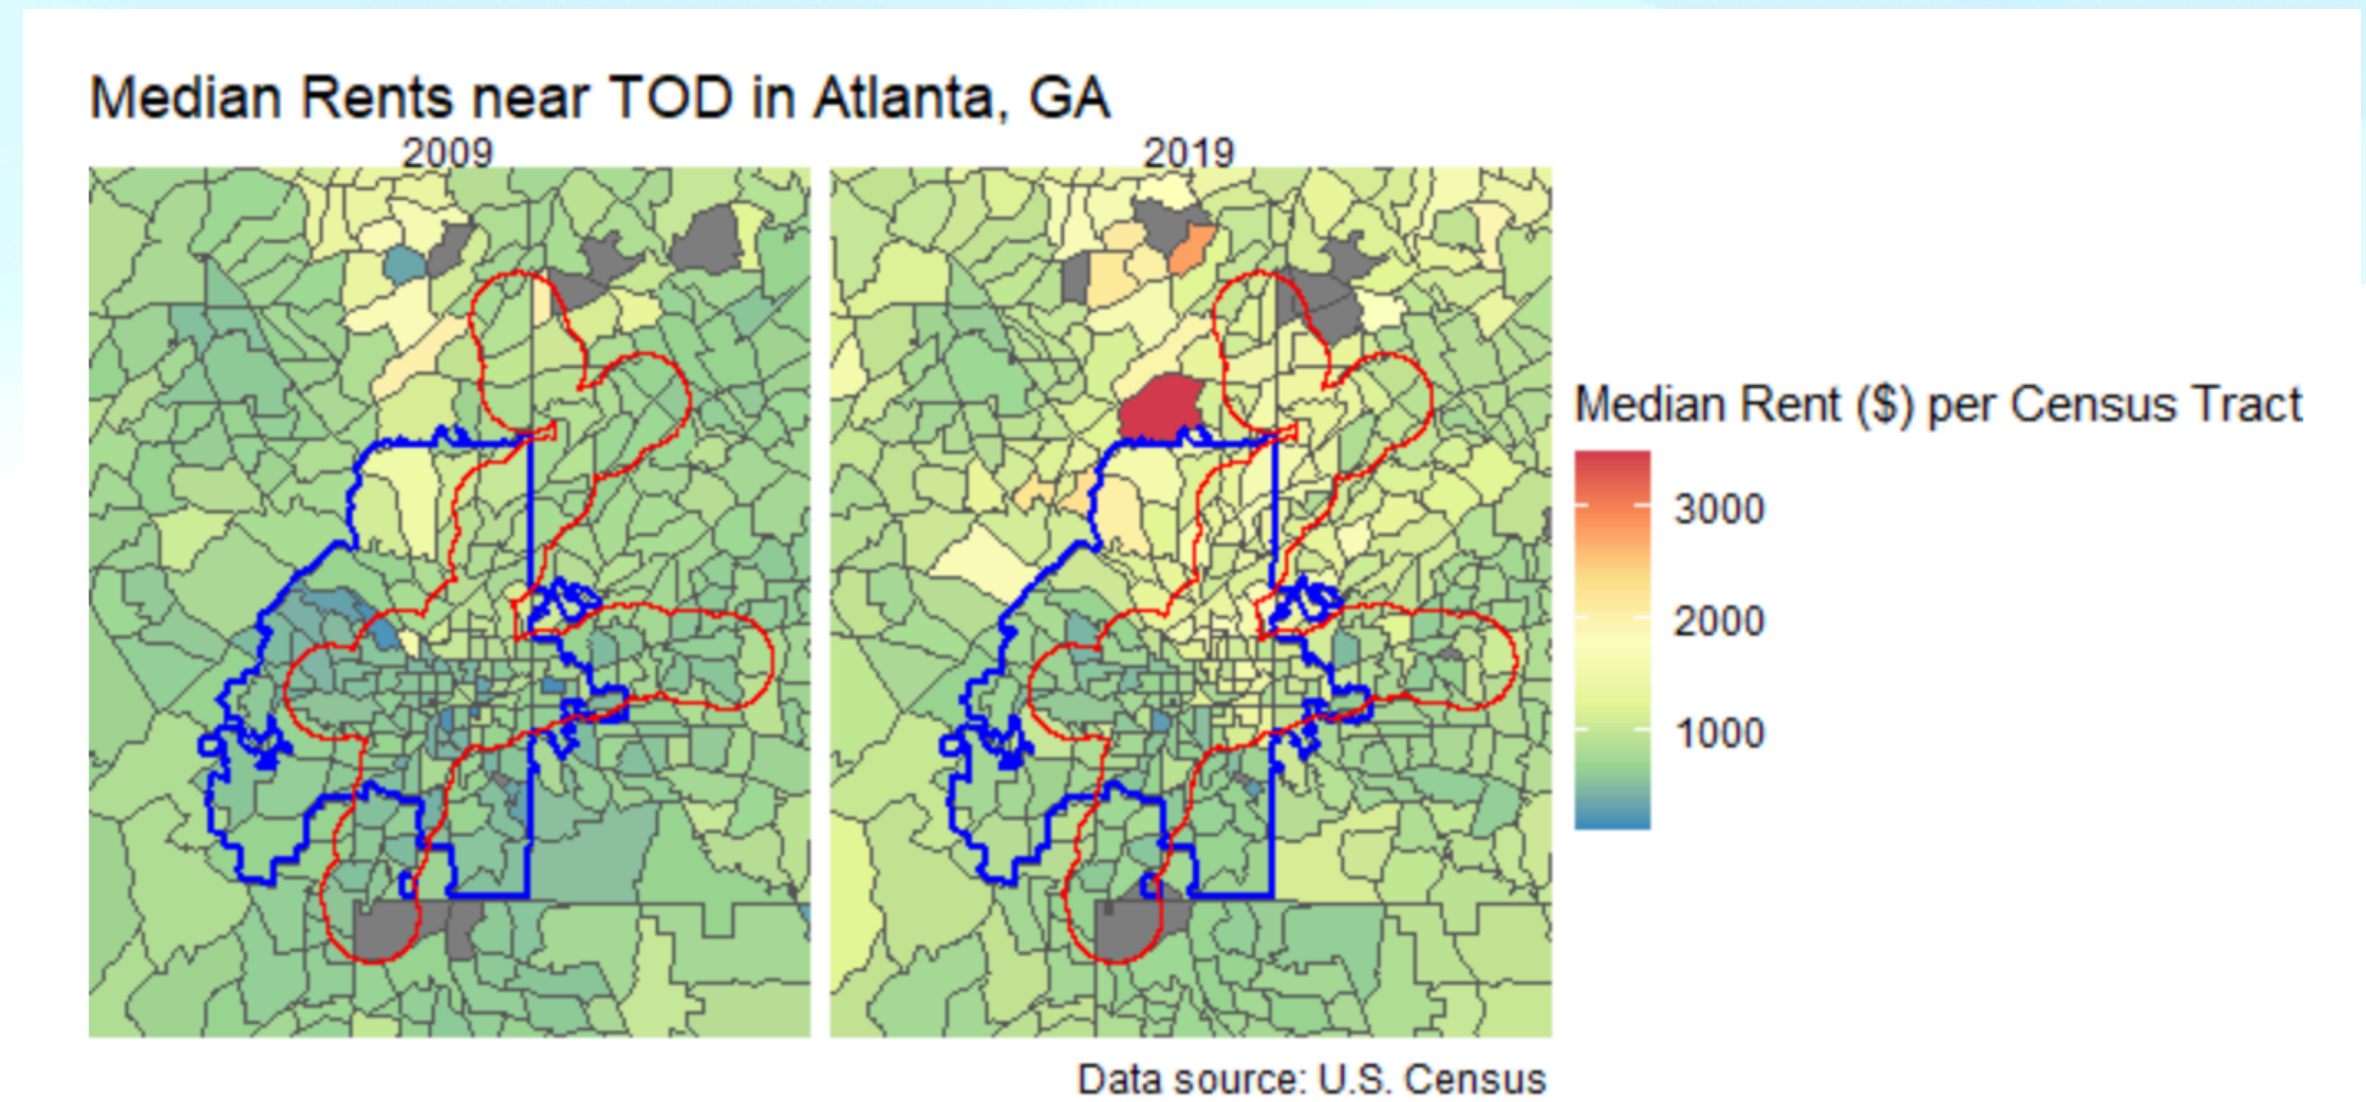 Median Rents near TOD in Atlanta, GA
2009
2019
Median Rent ($) per Census Tract
3000
2000
1000
Data source: U.S. Census